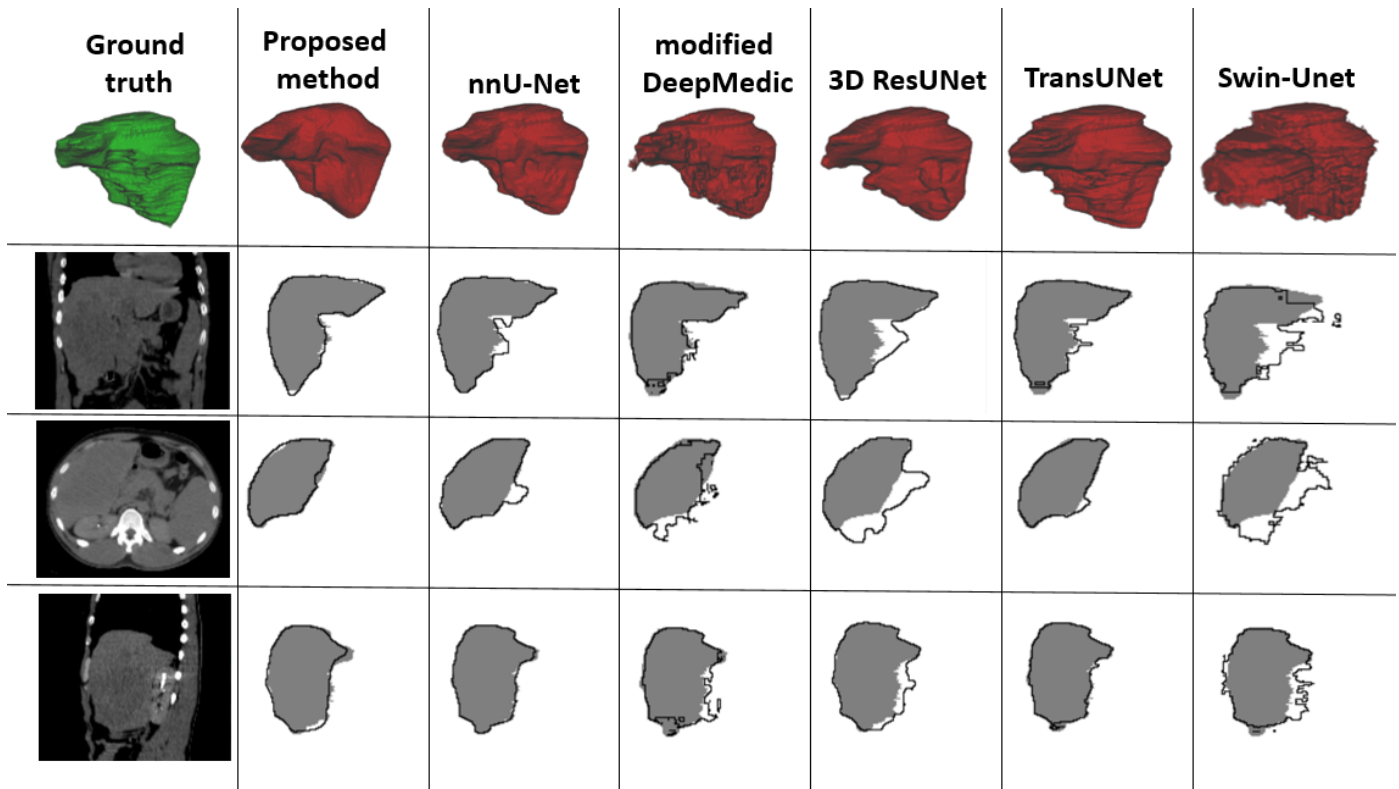 Ground
truth
Proposed
method
nnU-Net
modified
DeepMedic
3D ResUNet
TransUNet
Swin-Unet